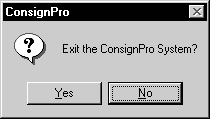 ConsignPro
?
Exit the ConsignPro System?
Yes
No